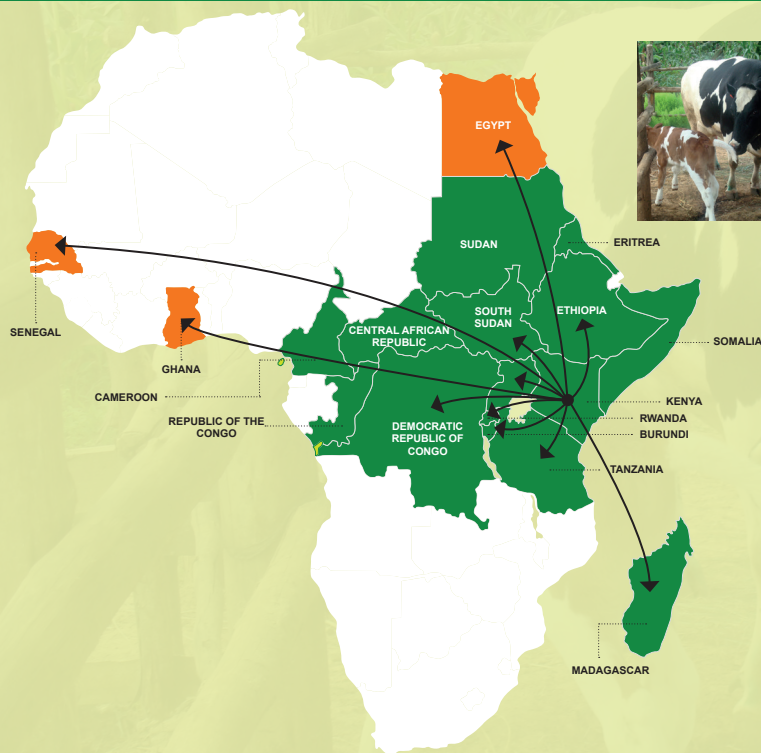 EGYPT
SUDAN
ERITREA
SENEGAL
SOUTH
SUDAN
ETHIOPIA
CENTRAL AFRICAN
REPUBLIC
SOMALIA
GHANA
CAMEROON
KENYA
REPUBLIC OF THE
CONGO
RWANDA
DEMOCRATIC
REPUBLIC OF
CONGO
BURUNDI
TANZANIA
MADAGASCAR